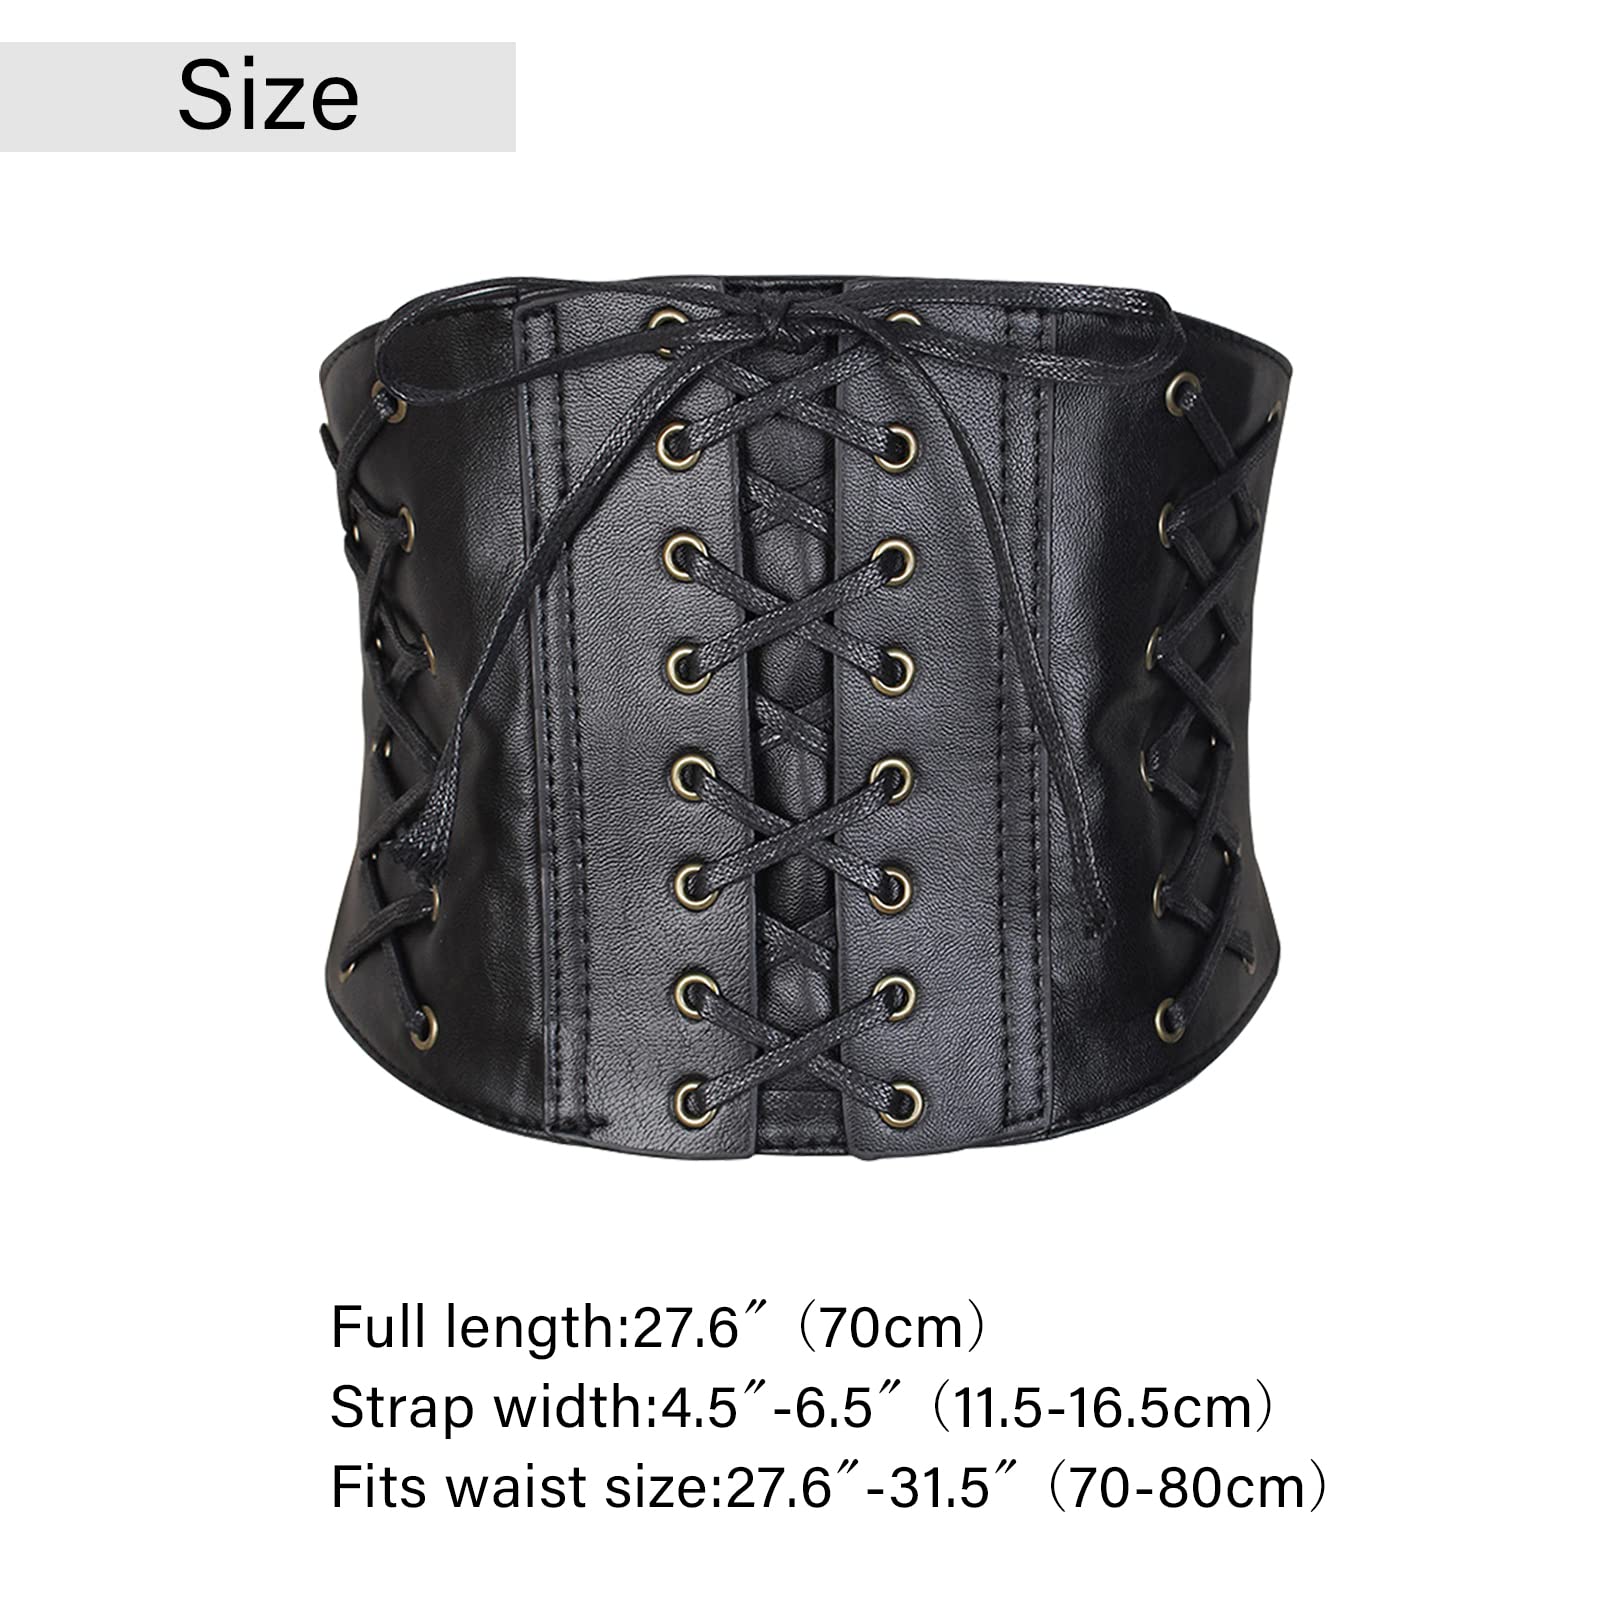 Size
Full length:27.6″（70cm）
Strap width:4.5″-6.5″（11.5-16.5cm）
Fits waist size:27.6″-31.5″（70-80cm）